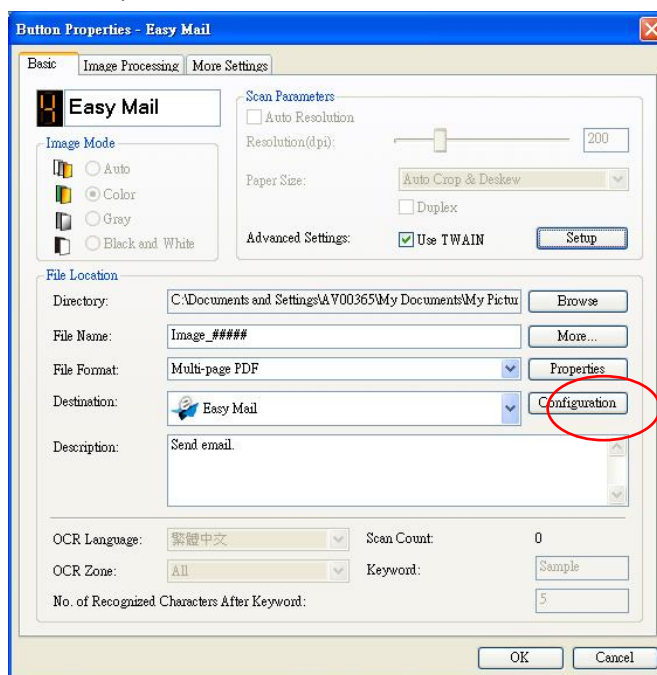 Button Properties - Easy Mail
Basic Image Processing More Settings
4 Easy Mail
Scan Parameters
Auto Resolution
Resolution(dpi): 200
Paper Size: Auto Crop & Deskew
Duplex
Advanced Settings: Use TWAIN Setup
Image Mode
Auto
Color
Gray
Black and White
File Location
Directory: C:\Documents and Settings\AV00365\My Documents\My Pictur Browse
File Name: Image_##### More...
File Format: Multi-page PDF Properties
Destination: Easy Mail Configuration
Description: Send email.
OCR Language: 繁體中文 Scan Count: 0
OCR Zone: All Keyword: Sample
No. of Recognized Characters After Keyword: 5
OK Cancel